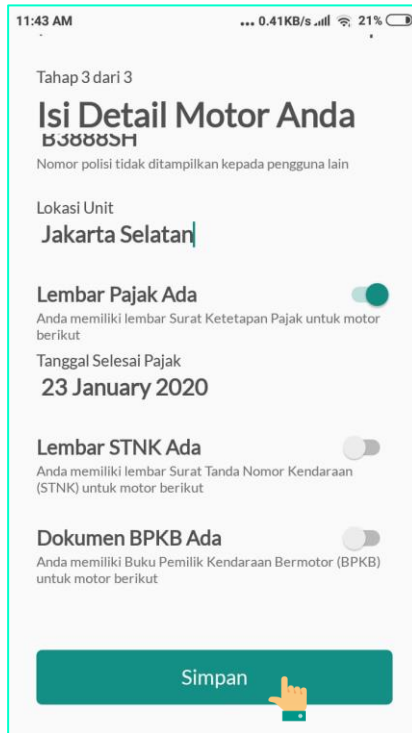 11:43 AM ... 0.41KB/s 21%
Tahap 3 dari 3
Isi Detail Motor Anda
B3888SH
Nomor polisi tidak ditampilkan kepada pengguna lain
Lokasi Unit
Jakarta Selatan
Lembar Pajak Ada
Anda memiliki lembar Surat Ketetapan Pajak untuk motor
berikut
Tanggal Selesai Pajak
23 January 2020
Lembar STNK Ada
Anda memiliki lembar Surat Tanda Nomor Kendaraan
(STNK) untuk motor berikut
Dokumen BPKB Ada
Anda memiliki Buku Pemilik Kendaraan Bermotor (BPKB)
untuk motor berikut
Simpan